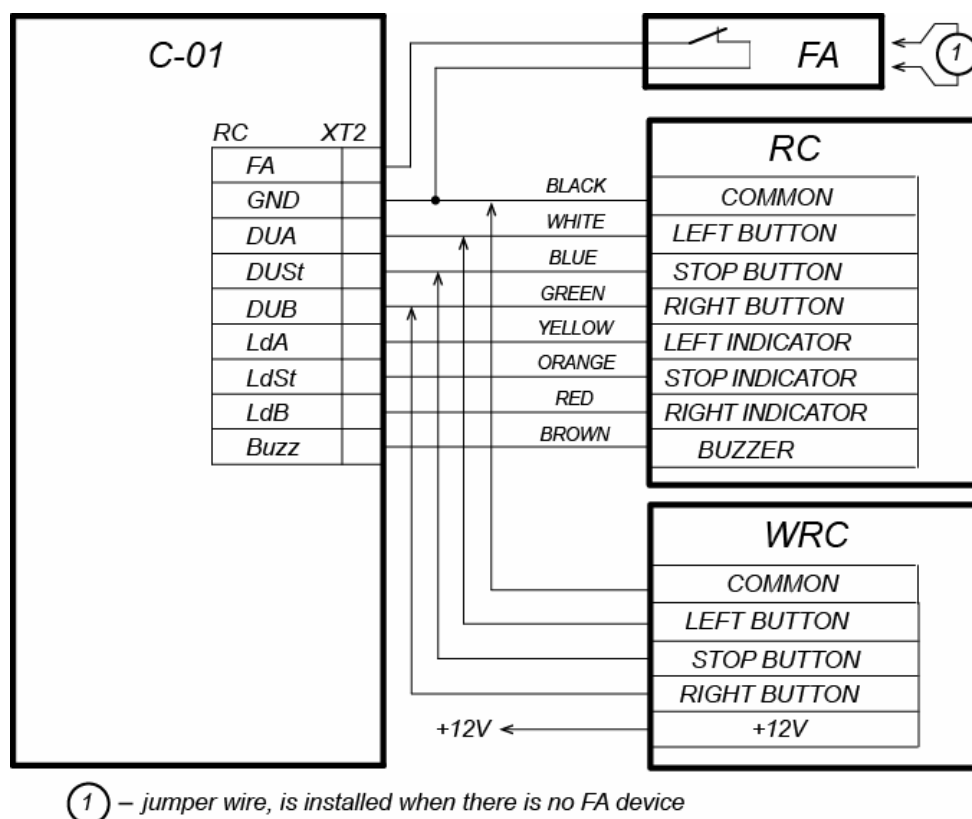 C-01
FA
1
RC XT2
FA
GND
DUA
DUSt
DUB
LdA
LdSt
LdB
Buzz
BLACK
WHITE
BLUE
GREEN
YELLOW
ORANGE
RED
BROWN
RC
COMMON
LEFT BUTTON
STOP BUTTON
RIGHT BUTTON
LEFT INDICATOR
STOP INDICATOR
RIGHT INDICATOR
BUZZER
WRC
COMMON
LEFT BUTTON
STOP BUTTON
RIGHT BUTTON
+12V
+12V
1 – jumper wire, is installed when there is no FA device